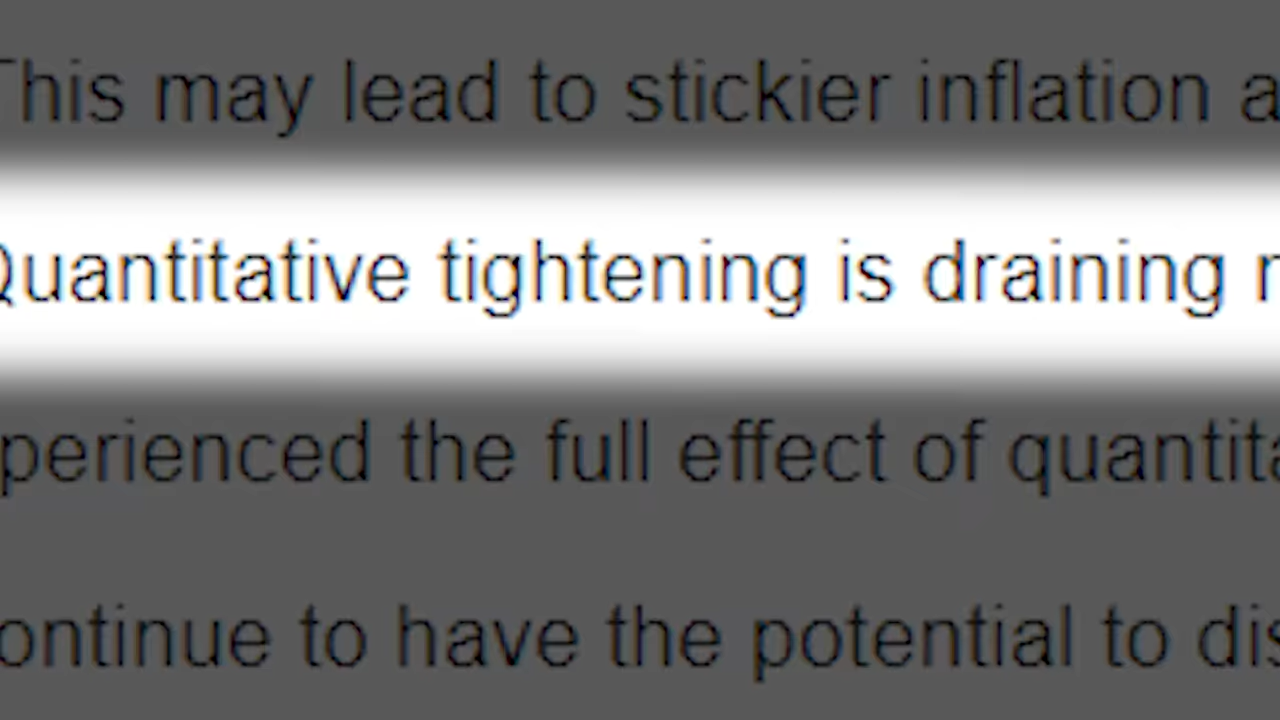 This may lead to stickier inflation a
Quantitative tightening is draining
perienced the full effect of quantita
ontinue to have the potential to dis